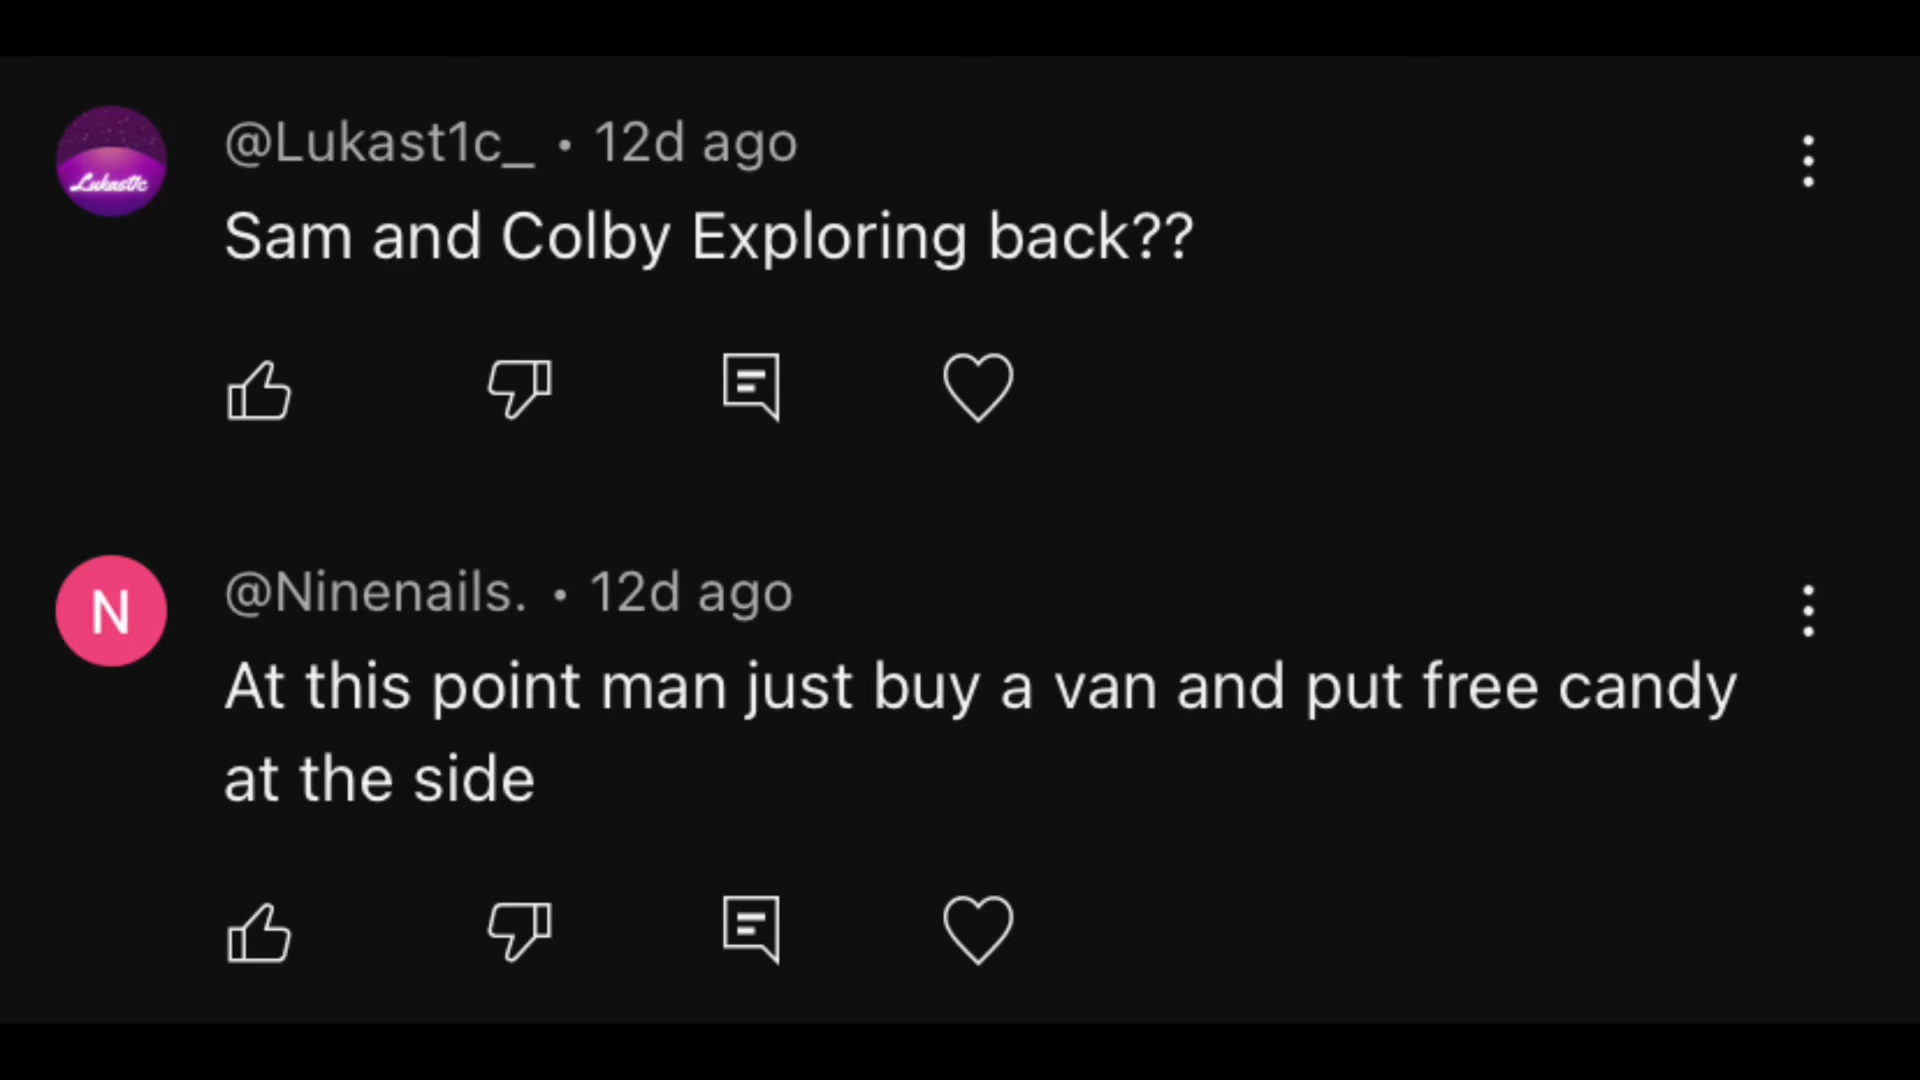 @Lukast1c_ • 12d ago
Lukastic
Sam and Colby Exploring back??
N
@Ninenails. • 12d ago
At this point man just buy a van and put free candy
at the side